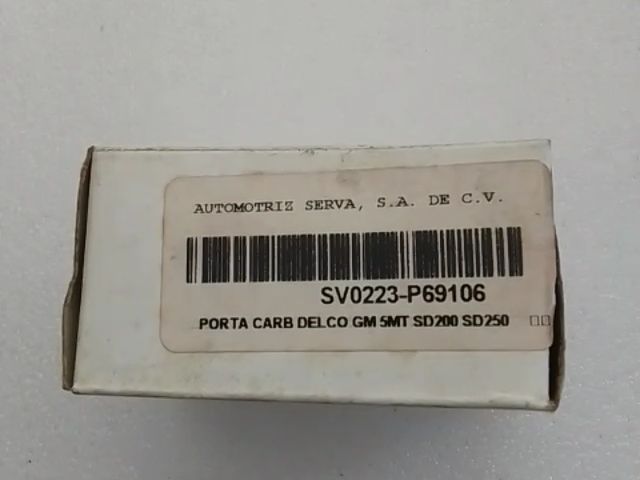 AUTOMOTRIZ SERVA, S.A. DE C.V.
SV0223-P69106
PORTA CARB DELCO GM 5MT SD200 SD250 □□